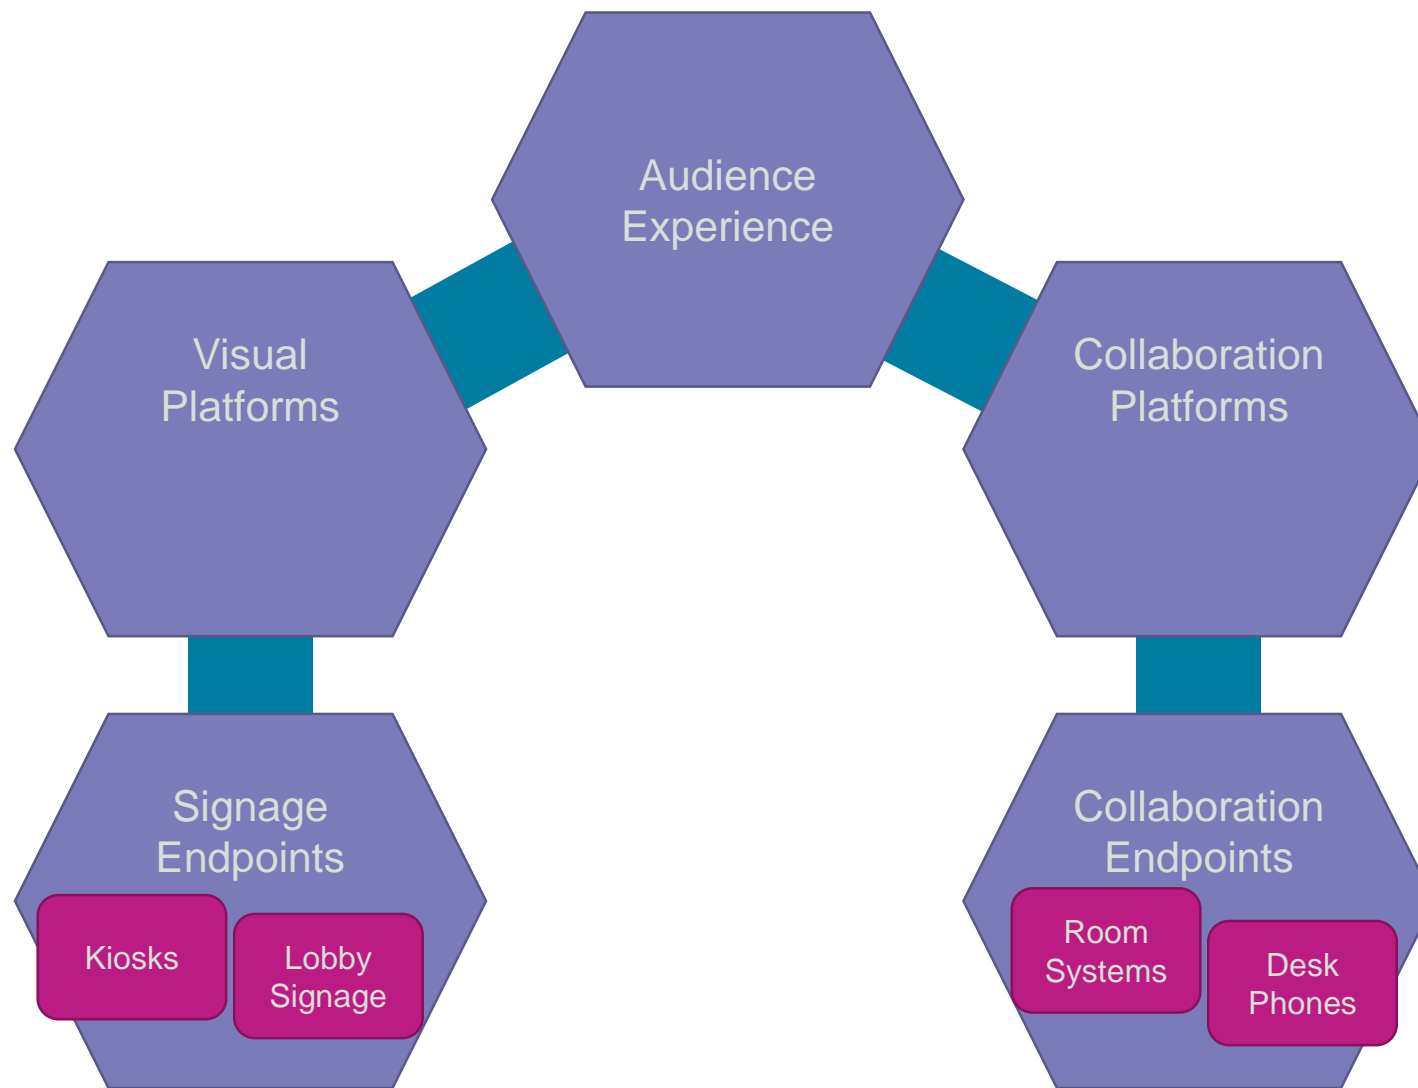 Audience
Experience
Visual
Platforms
Collaboration
Platforms
Signage
Endpoints
Kiosks
Lobby
Signage
Collaboration
Endpoints
Room
Systems
Desk
Phones